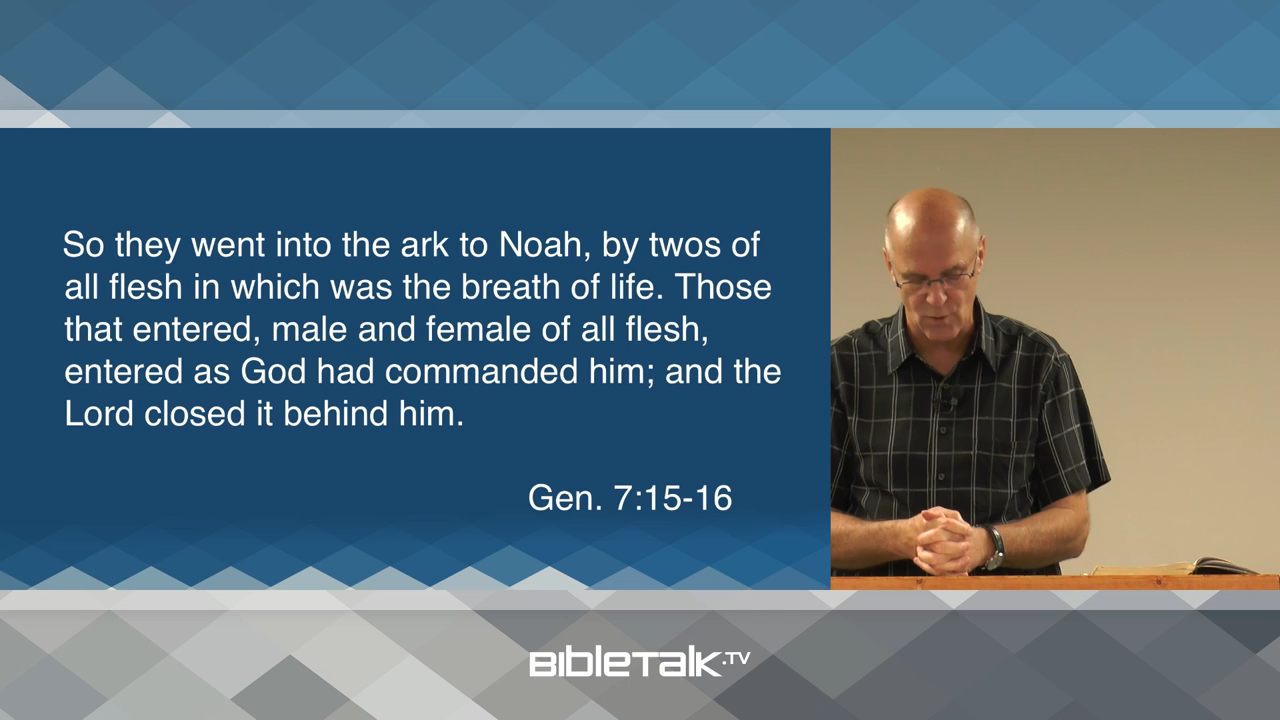 So they went into the ark to Noah, by twos of
all flesh in which was the breath of life. Those
that entered, male and female of all flesh,
entered as God had commanded him; and the
Lord closed it behind him.
Gen. 7:15-16
BIBLETALK.TV